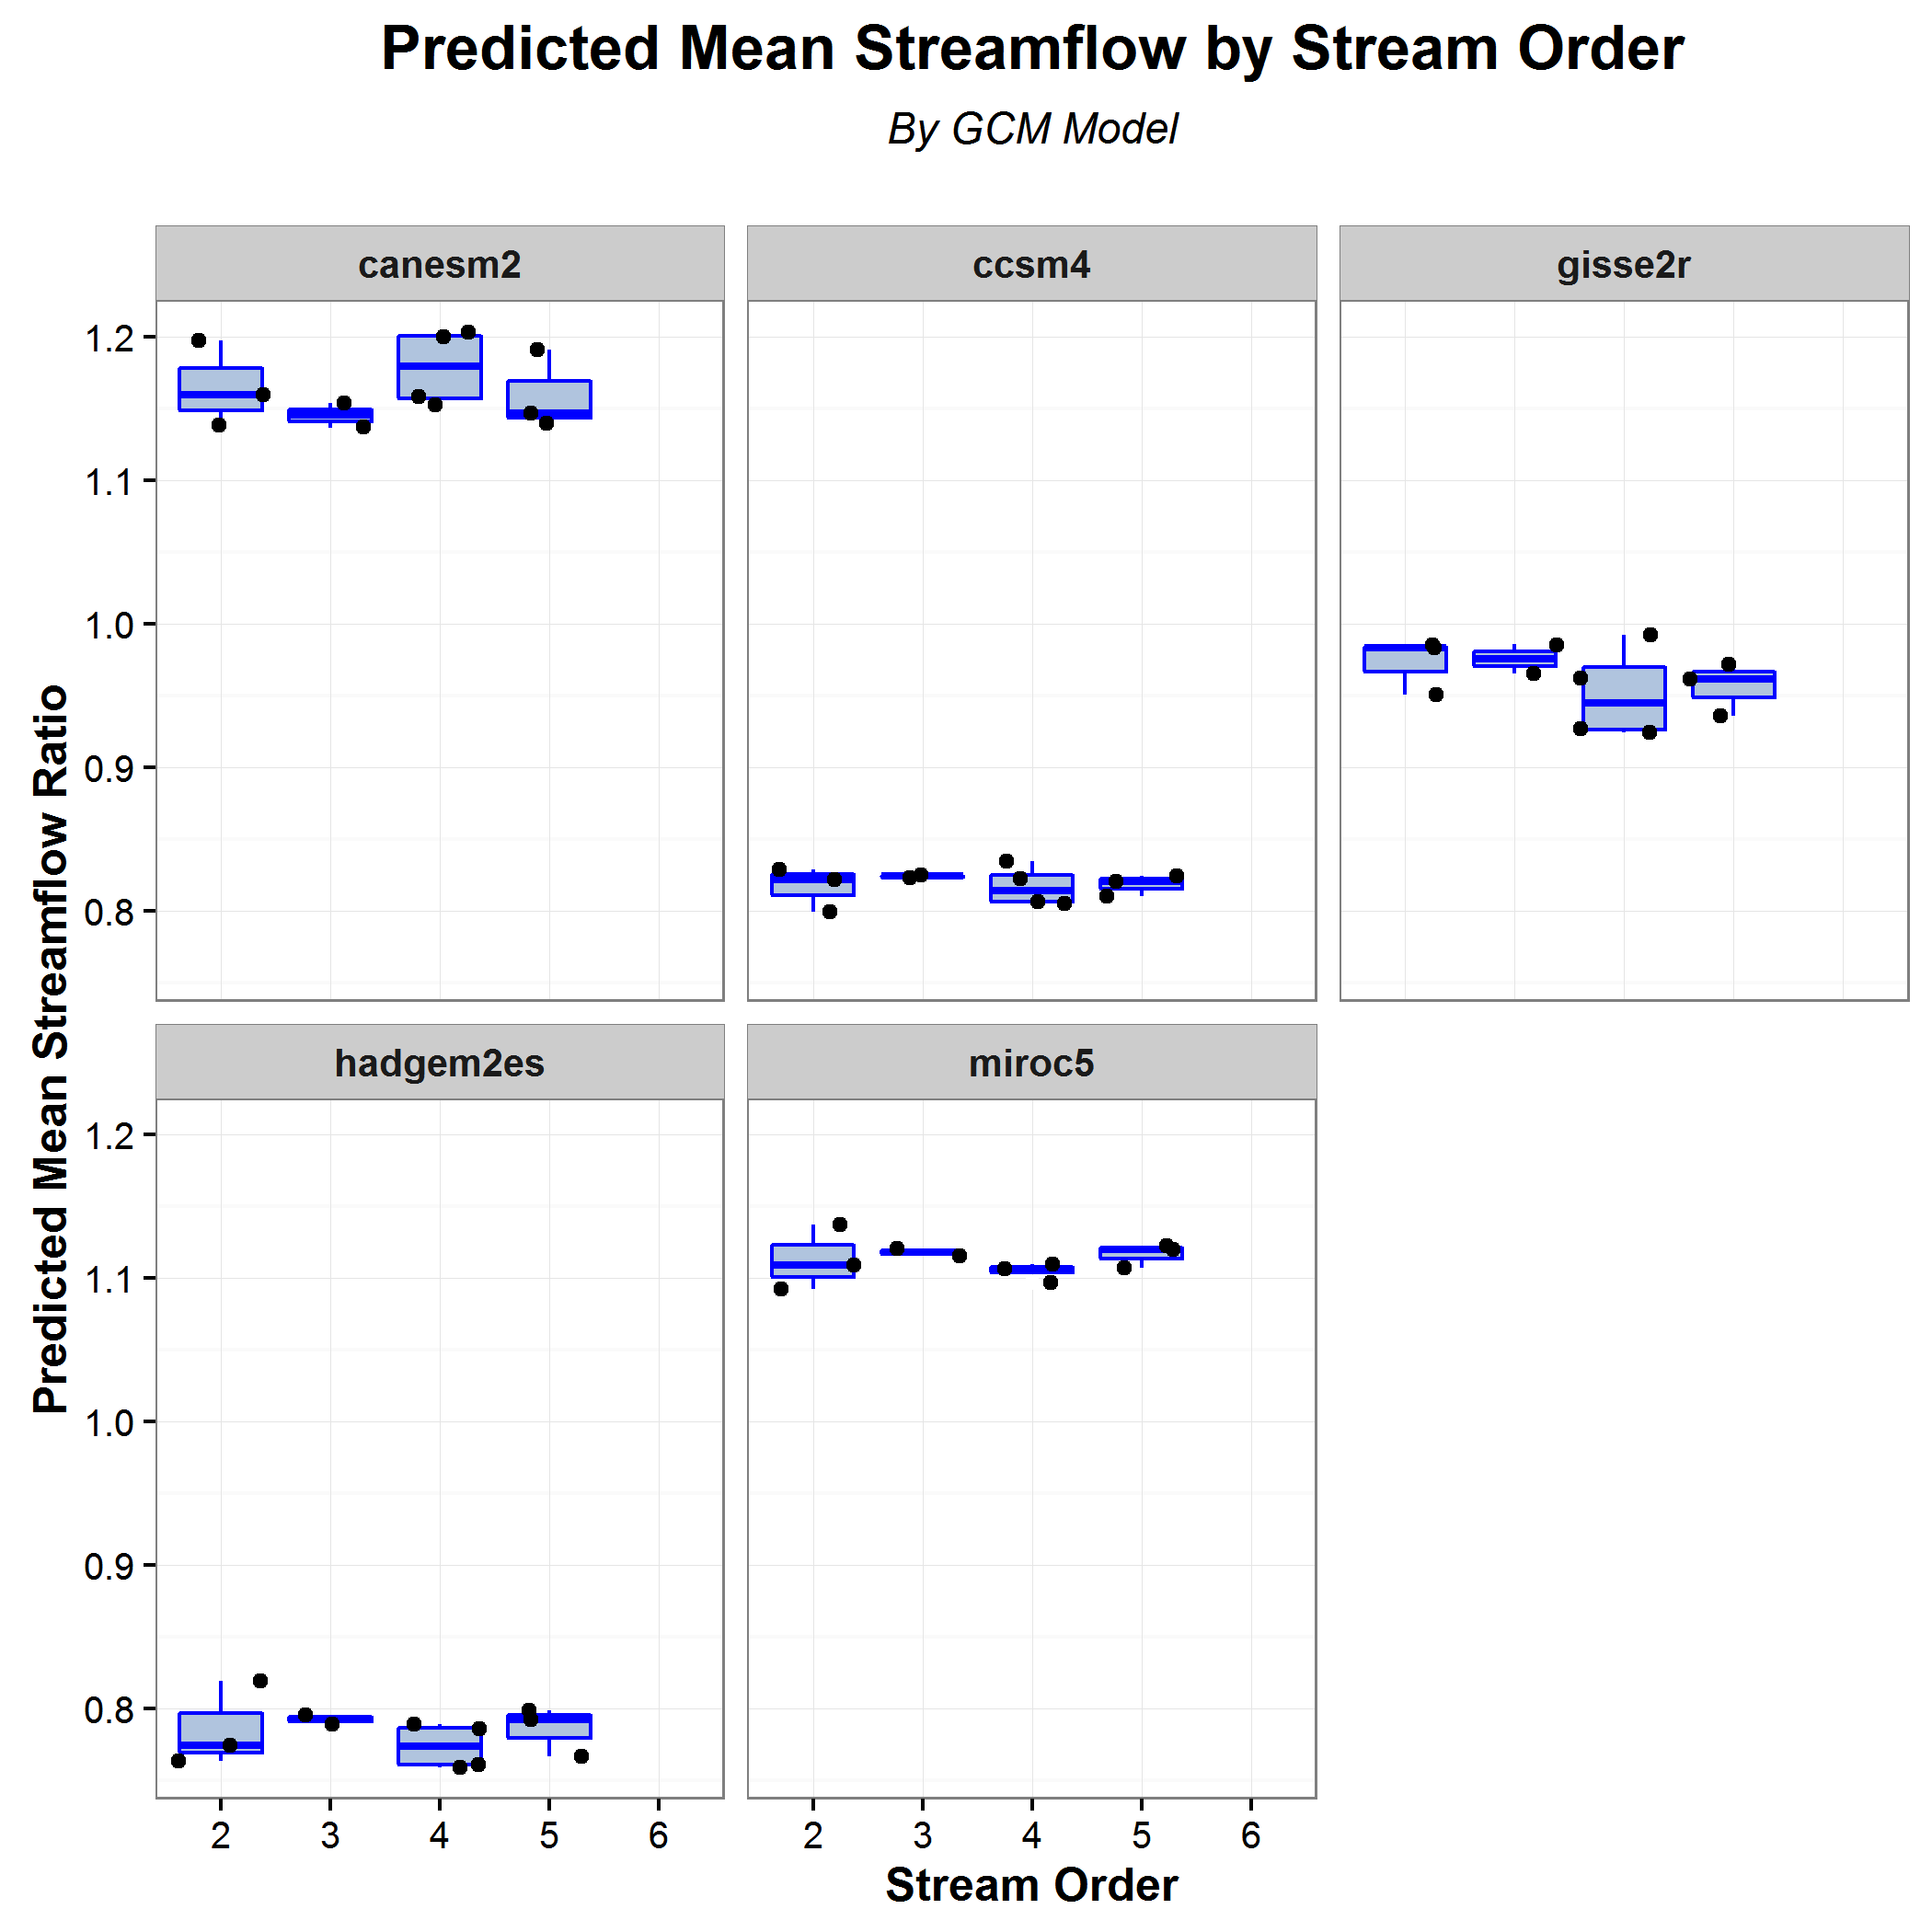 Predicted Mean Streamflow by Stream Order
By GCM Model
canesm2
ccsm4
gisse2r
1.2
1.1
1.0
0.9
0.8
Predicted Mean Streamflow Ratio
hadgem2es
miroc5
1.2
1.1
1.0
0.9
0.8
2 3 4 5 6
2 3 4 5 6
Stream Order